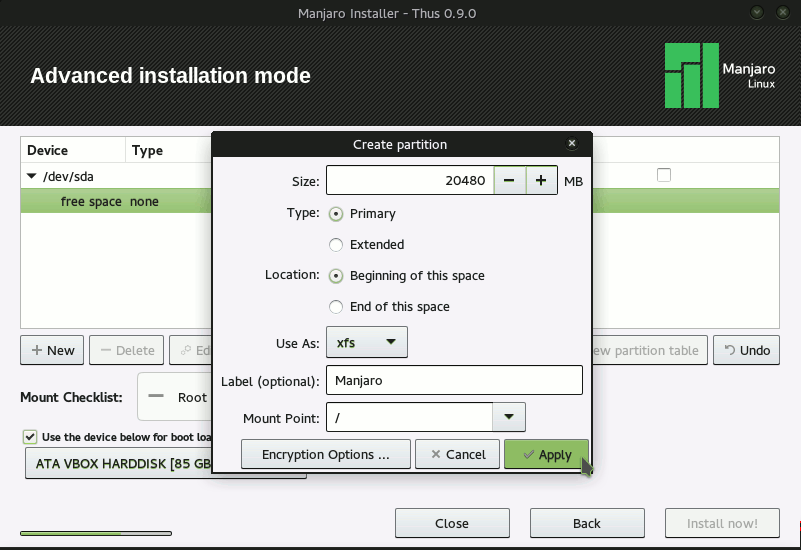 Manjaro Installer - Thus 0.9.0
Advanced installation mode
Manjaro
Linux
Device Type
/dev/sda
free space none
Create partition
Size: 20480 MB
Type: Primary
Extended
Location: Beginning of this space
End of this space
Use As: xfs
Label (optional): Manjaro
Mount Point: /
Encryption Options ... Cancel Apply
New Delete Ed ew partition table Undo
Mount Checklist: Root
Use the device below for boot loa
ATA VBOX HARDDISK [85 GB
Close Back Install now!